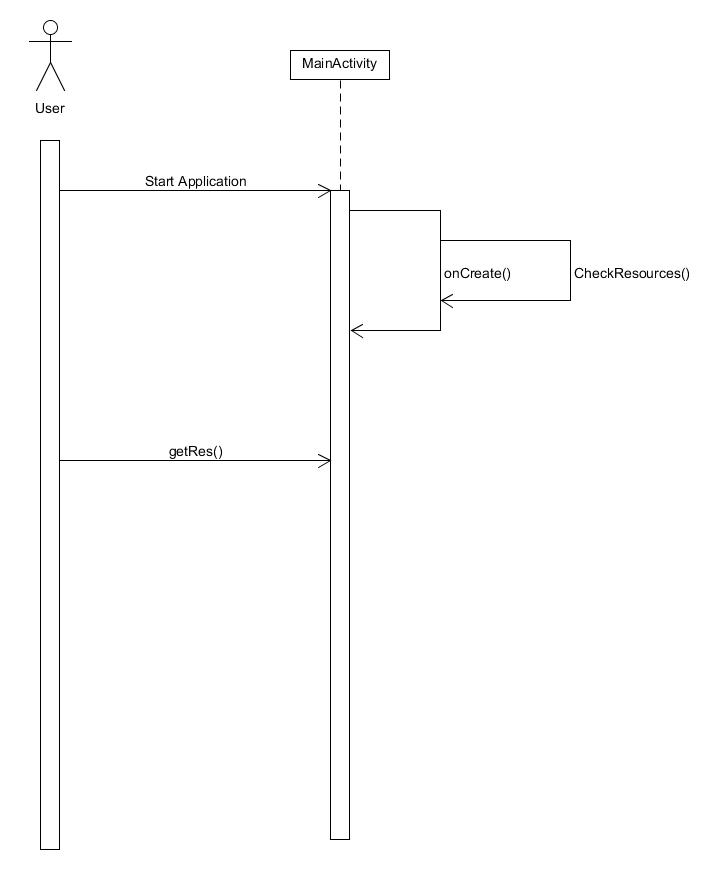 MainActivity
User
Start Application
onCreate()
CheckResources()
getRes()